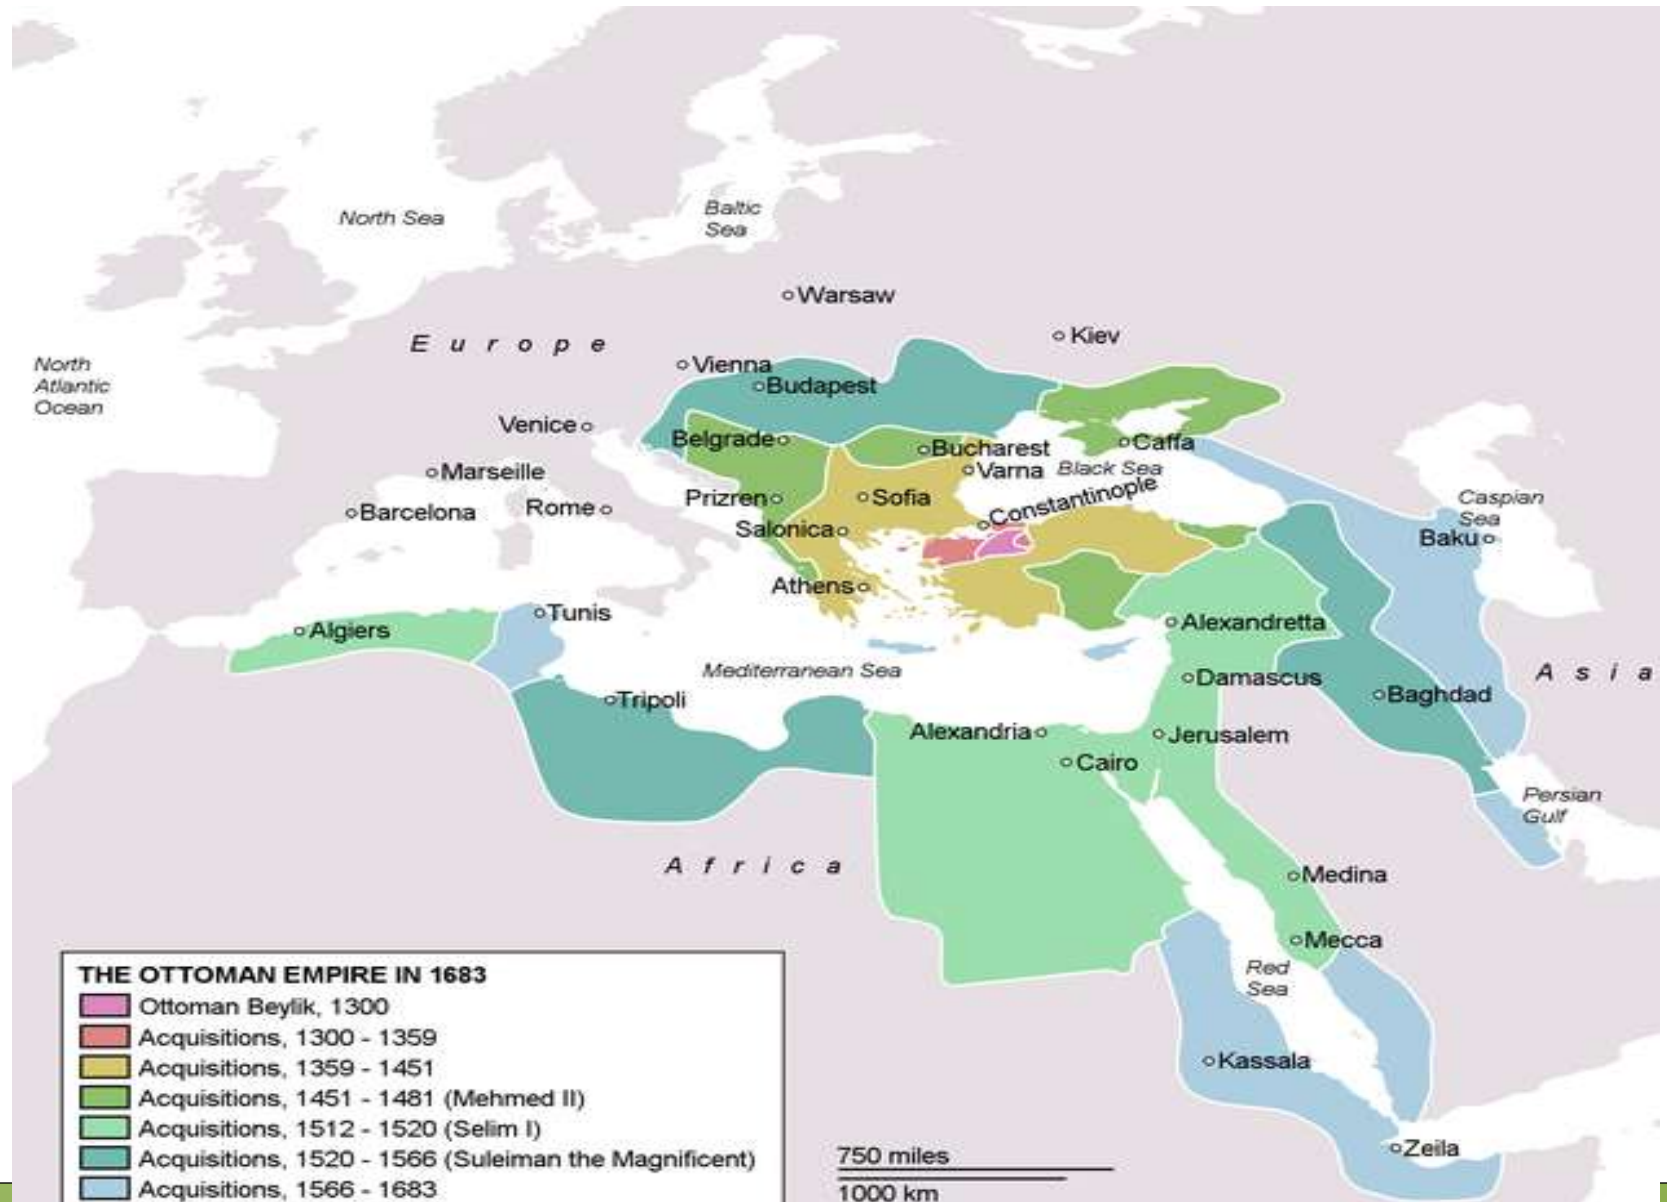 North Sea
Baltic
Sea
Warsaw
Kiev
Europe
North
Atlantic
Ocean
Vienna
Budapest
Venice
Belgrade
Bucharest
Caffa
Marseille
Varna
Black Sea
Prizren
Sofia
Constantinople
Caspian
Sea
Barcelona
Rome
Salonica
Baku
Athens
Tunis
Algiers
Alexandretta
Mediterranean Sea
Asia
Damascus
Baghdad
Tripoli
Alexandria
Jerusalem
Cairo
Persian
Gulf
Africa
Medina
Mecca
Red
Sea
Kassala
Zeila
THE OTTOMAN EMPIRE IN 1683
Ottoman Beylik, 1300
Acquisitions, 1300 - 1359
Acquisitions, 1359 - 1451
Acquisitions, 1451 - 1481 (Mehmed II)
Acquisitions, 1512 - 1520 (Selim I)
Acquisitions, 1520 - 1566 (Suleiman the Magnificent)
Acquisitions, 1566 - 1683
750 miles
1000 km